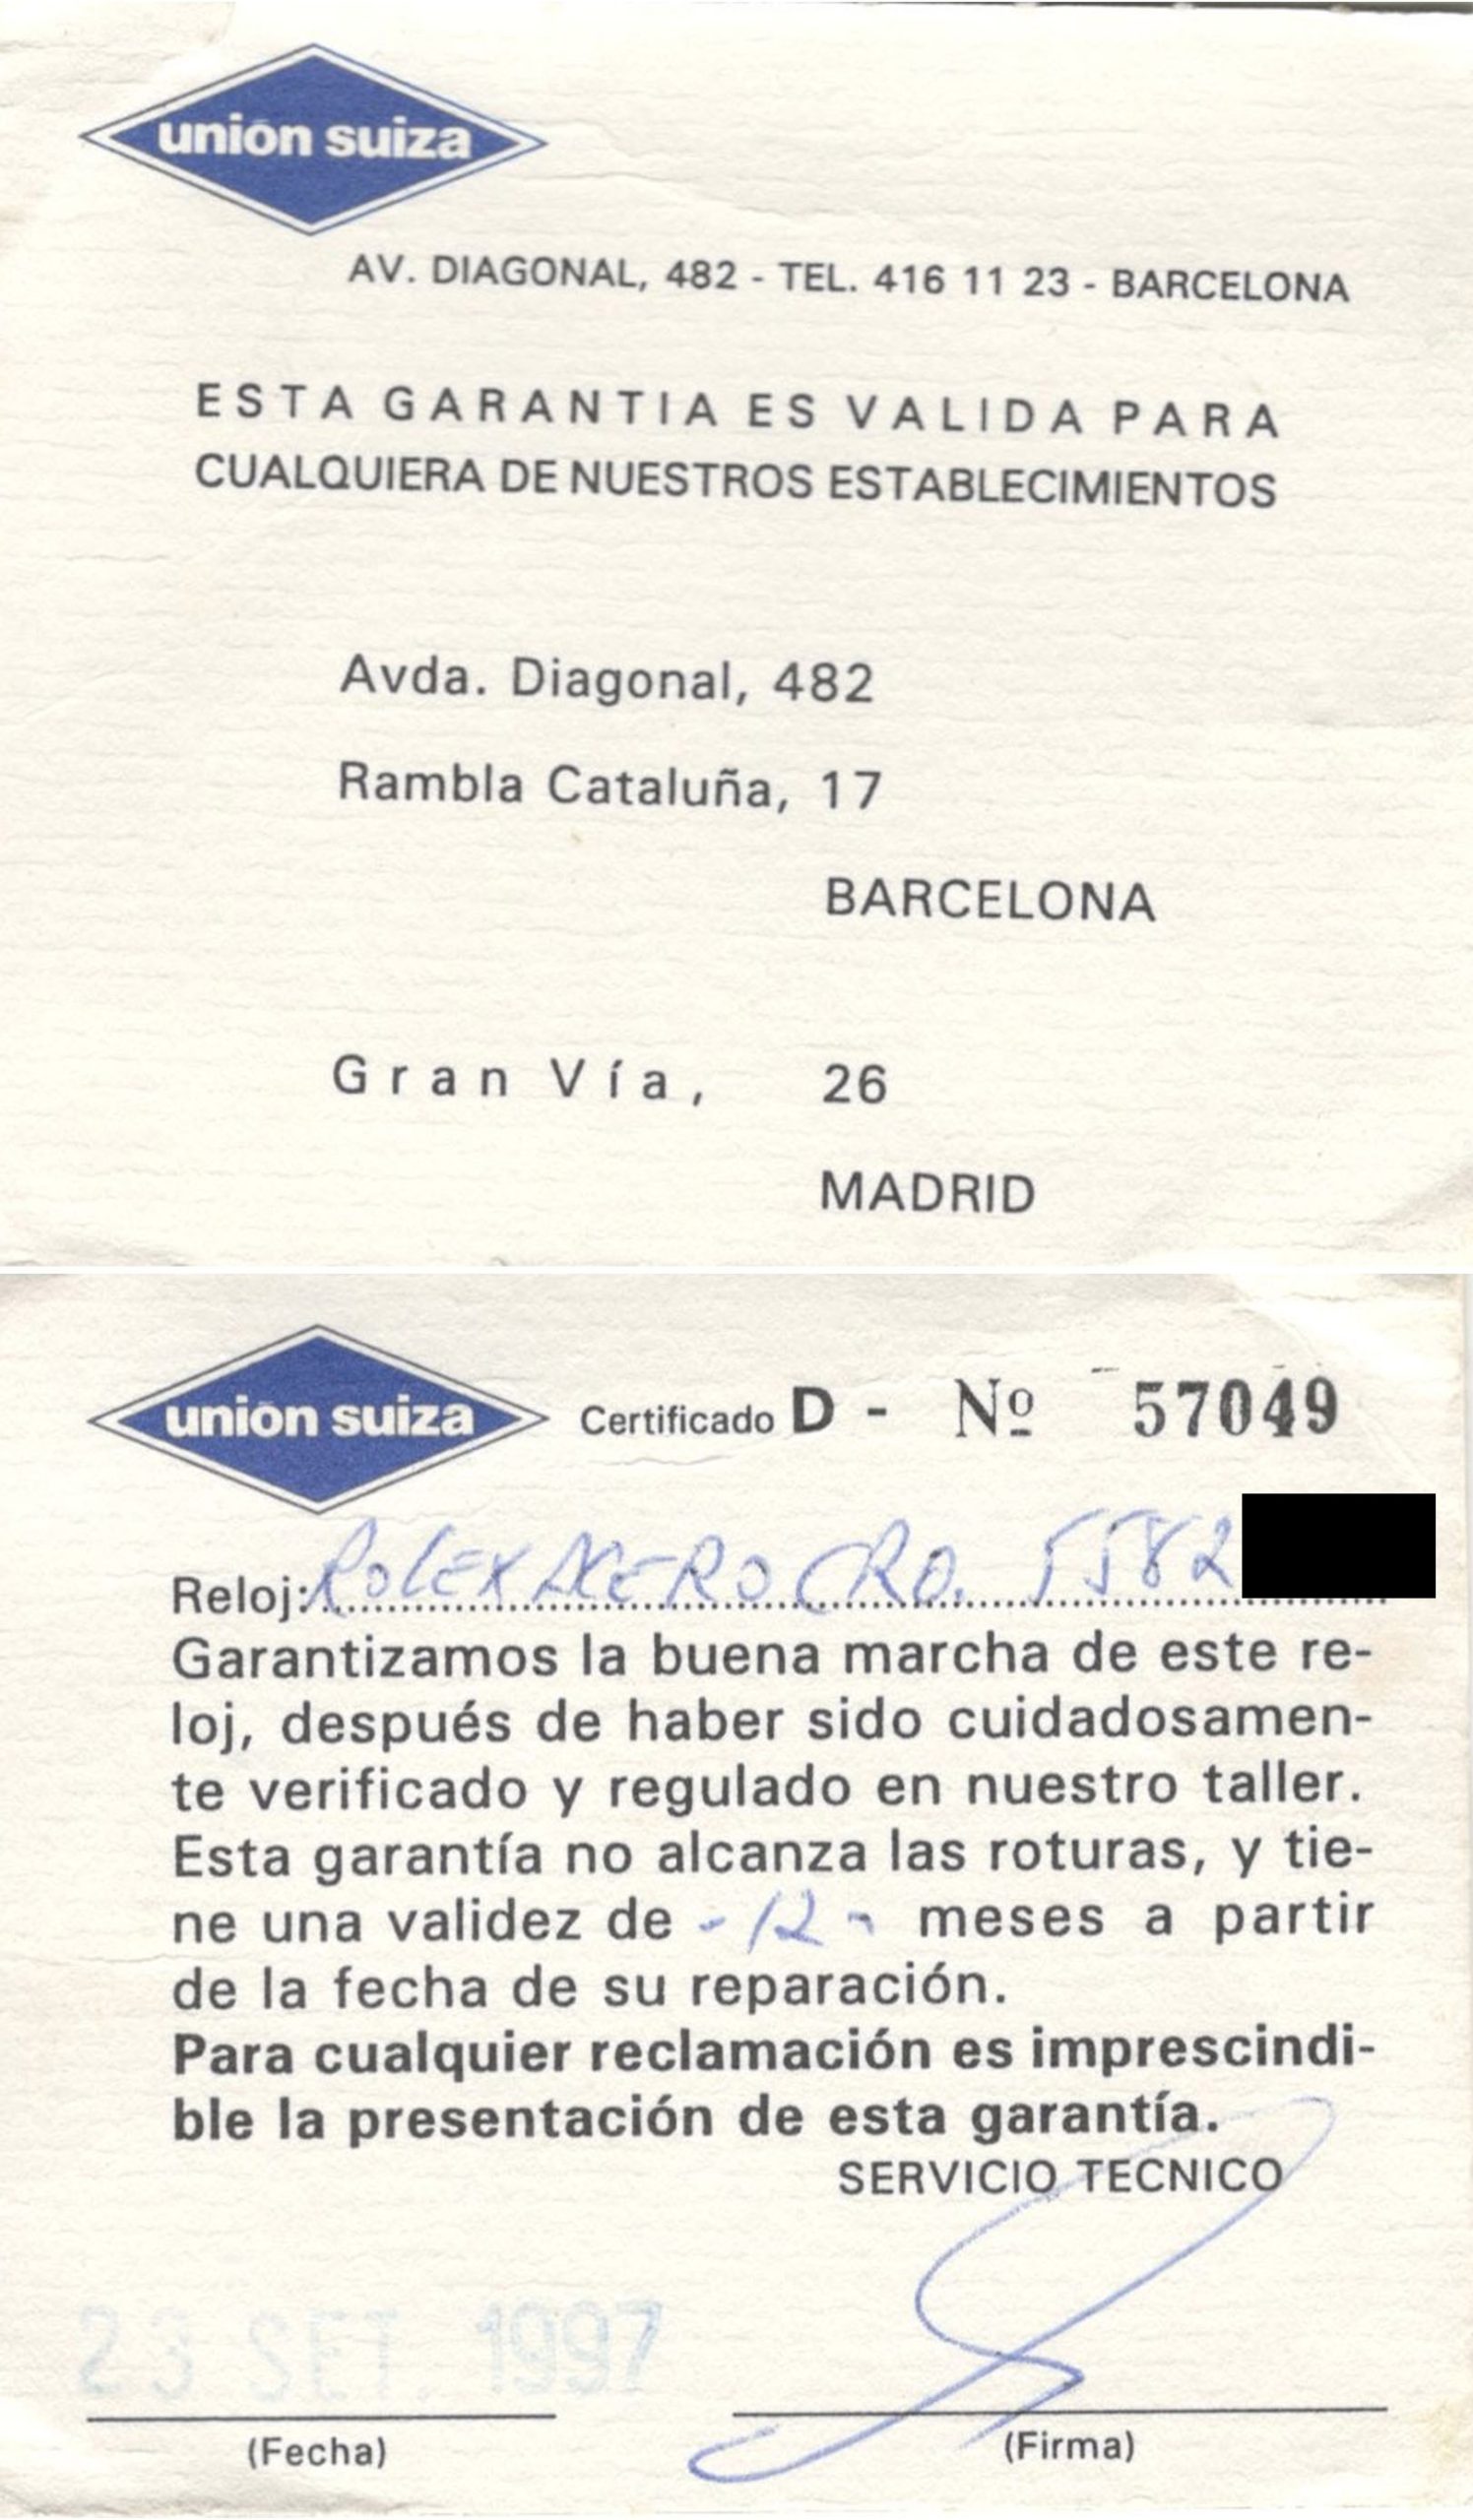 unión suiza
AV. DIAGONAL, 482 - TEL. 416 11 23 - BARCELONA
ESTA GARANTIA ES VALIDA PARA
CUALQUIERA DE NUESTROS ESTABLECIMIENTOS
Avda. Diagonal, 482
Rambla Cataluña, 17
BARCELONA
Gran Vía, 26
MADRID
unión suiza
Certificado D - Nº 57049
Reloj: ROLEX ACERO CRO. 5582
Garantizamos la buena marcha de este re-
loj, después de haber sido cuidadosamen-
te verificado y regulado en nuestro taller.
Esta garantía no alcanza las roturas, y tie-
ne una validez de - 12 - meses a partir
de la fecha de su reparación.
Para cualquier reclamación es imprescindi-
ble la presentación de esta garantía.
SERVICIO TECNICO
23 SET. 1997
(Fecha) (Firma)